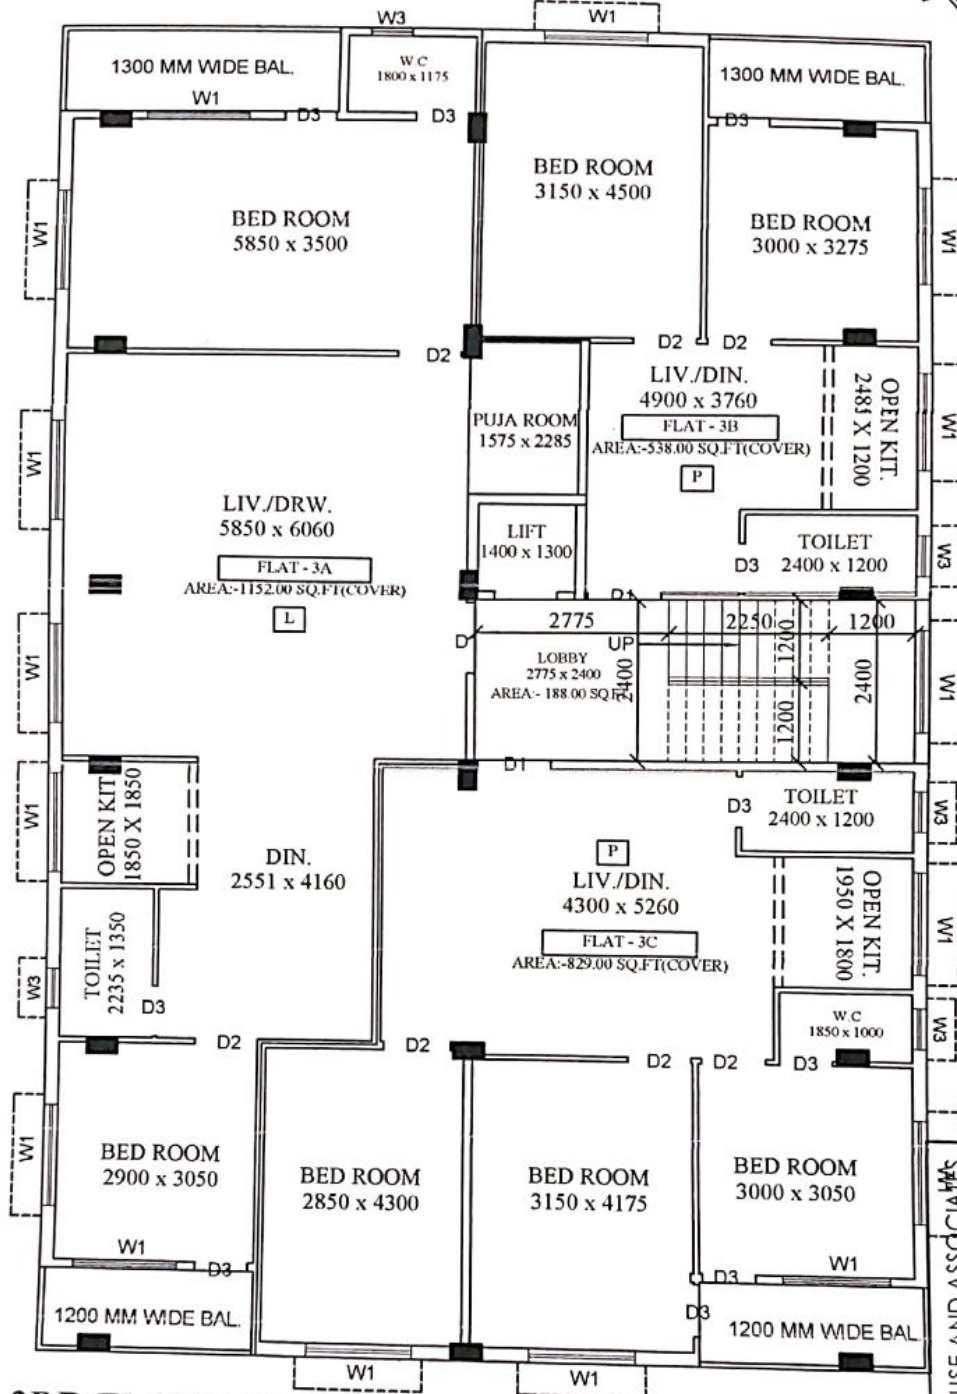 W3
W1
1300 MM WIDE BAL.
W1
D3
W.C
1800 x 1175
D3
1300 MM WIDE BAL.
D3
BED ROOM
3150 x 4500
BED ROOM
5850 x 3500
BED ROOM
3000 x 3275
W1
W1
D2
D2
D2
LIV./DIN.
4900 x 3760
FLAT - 3B
AREA:-538.00 SQ.FT(COVER)
P
OPEN KIT.
2485 X 1200
W1
PUJA ROOM
1575 x 2285
W1
LIV./DRW.
5850 x 6060
FLAT - 3A
AREA:-1152.00 SQ.FT(COVER)
L
LIFT
1400 x 1300
D3
TOILET
2400 x 1200
W3
D1
2775
2250
1200
D
UP
LOBBY
2775 x 2400
AREA:- 188.00 SQ.FT
2400
1200
1200
2400
W1
W1
D1
W1
OPEN KIT
1850 X 1850
DIN.
2551 x 4160
D3
TOILET
2400 x 1200
W3
P
LIV./DIN.
4300 x 5260
FLAT - 3C
AREA:-829.00 SQ.FT(COVER)
OPEN KIT.
1950 X 1800
W1
TOILET
2235 x 1350
W3
D3
W.C
1850 x 1000
W3
D2
D2
D2
D2
D3
BED ROOM
2900 x 3050
W1
BED ROOM
2850 x 4300
BED ROOM
3150 x 4175
BED ROOM
3000 x 3050
W1
W1
D3
W1
D3
D3
1200 MM WIDE BAL.
1200 MM WIDE BAL.
W1
W1
AND ASSOCIATES